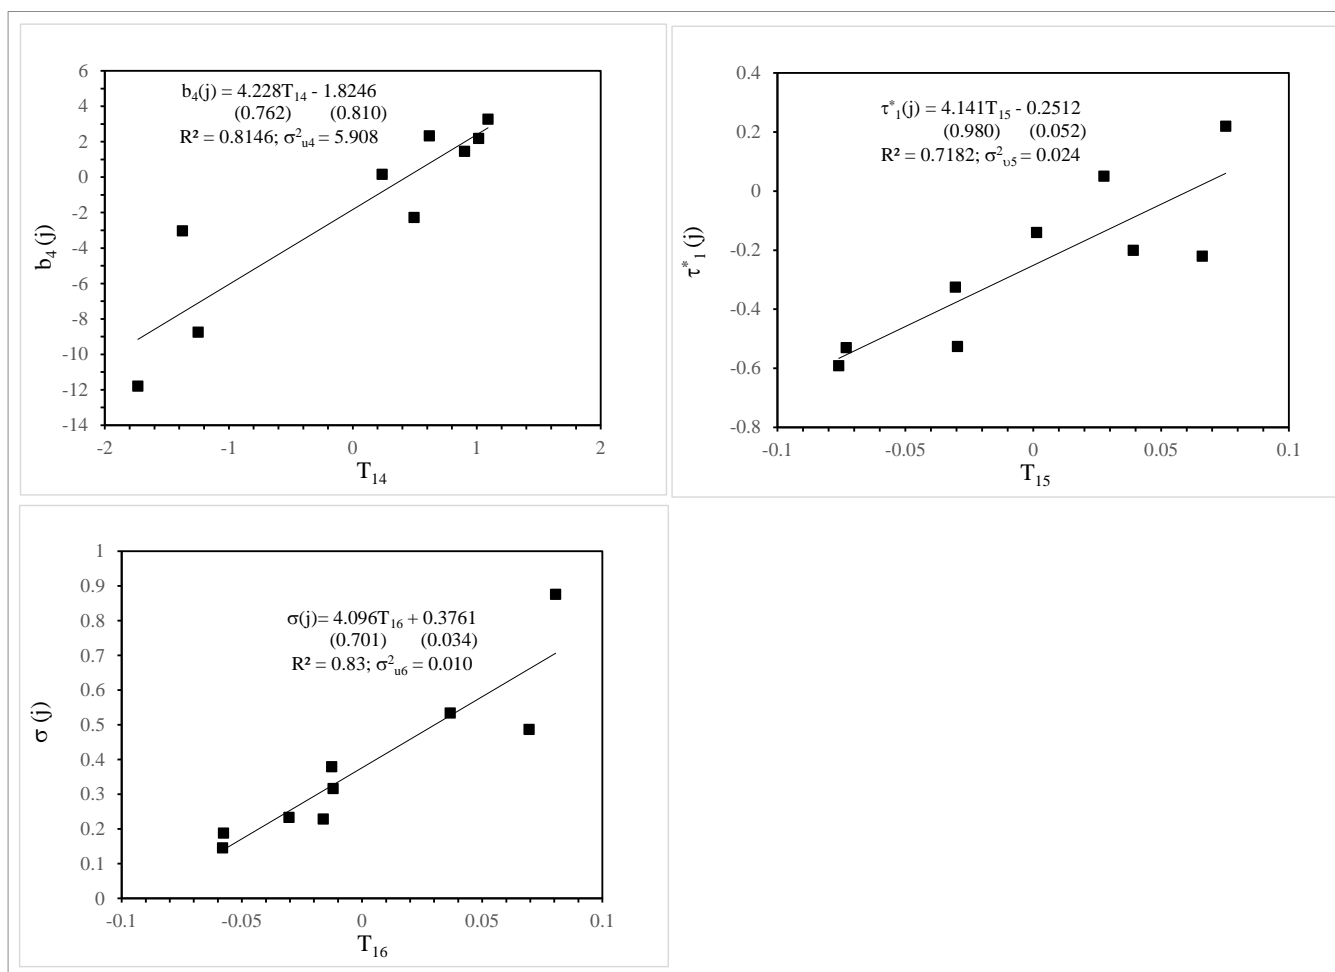 b₄(j) = 4.228T₁₄ - 1.8246
(0.762) (0.810)
R² = 0.8146; σ²ᵤ₄ = 5.908
6
4
2
0
-2
-4
-6
-8
-10
-12
-14
b₄ (j)
-2 -1 0 1 2
T₁₄
τ*₁(j) = 4.141T₁₅ - 0.2512
(0.980) (0.052)
R² = 0.7182; σ²ᵤ₅ = 0.024
0.4
0.2
0
-0.2
-0.4
-0.6
-0.8
τ*₁ (j)
-0.1 -0.05 0 0.05 0.1
T₁₅
σ(j)= 4.096T₁₆ + 0.3761
(0.701) (0.034)
R² = 0.83; σ²ᵤ₆ = 0.010
1
0.9
0.8
0.7
0.6
0.5
0.4
0.3
0.2
0.1
0
σ (j)
-0.1 -0.05 0 0.05 0.1
T₁₆